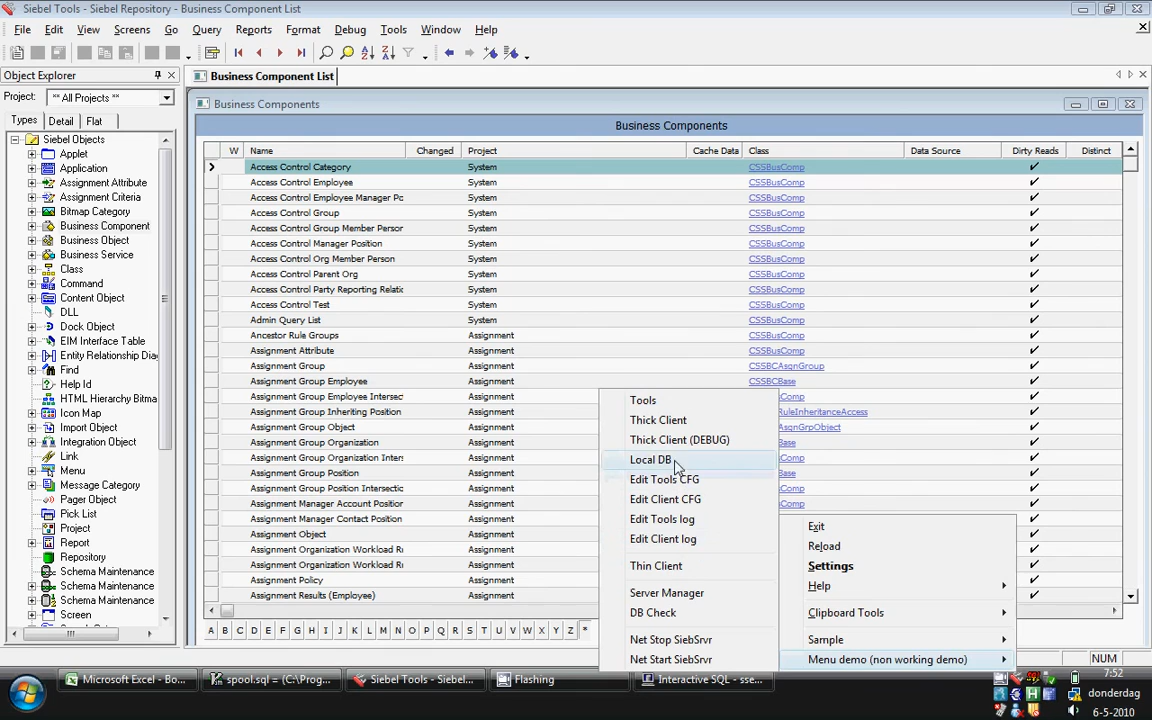 Siebel Tools - Siebel Repository - Business Component List
File Edit View Screens Go Query Reports Format Debug Tools Window Help
Object Explorer
Business Component List
Project: ** All Projects **
Types Detail Flat
Business Components
Business Components
W Name Changed Project Cache Data Class Data Source Dirty Reads Distinct
Siebel Objects
Applet
Application
Assignment Attribute
Assignment Criteria
Bitmap Category
Business Component
Business Object
Business Service
Class
Command
Content Object
DLL
Dock Object
EIM Interface Table
Entity Relationship Dia
Find
Help Id
HTML Hierarchy Bitma
Icon Map
Import Object
Integration Object
Link
Menu
Message Category
Pager Object
Pick List
Project
Report
Repository
Schema Maintenance
Schema Maintenance
Schema Maintenance
Screen
Access Control Category System CSSBusComp
Access Control Employee System CSSBusComp
Access Control Employee Manager Pc System CSSBusComp
Access Control Group System CSSBusComp
Access Control Group Member Person System CSSBusComp
Access Control Manager Position System CSSBusComp
Access Control Org Member Person System CSSBusComp
Access Control Parent Org System CSSBusComp
Access Control Party Reporting Relatic System CSSBusComp
Access Control Test System CSSBusComp
Admin Query List System CSSBusComp
Ancestor Rule Groups Assignment CSSBusComp
Assignment Attribute Assignment CSSBusComp
Assignment Group Assignment CSSBCAsgnGroup
Assignment Group Employee Assignment CSSBCBase
Assignment Group Employee Intersect Assignment Comp
Assignment Group Inheriting Position Assignment RuleInheritanceAccess
Assignment Group Object Assignment AsgnGrpObject
Assignment Group Organization Assignment Base
Assignment Group Organization Inters Assignment Comp
Assignment Group Position Assignment Base
Assignment Group Position Intersectic Assignment Comp
Assignment Manager Account Position Assignment Comp
Assignment Manager Contact Position Assignment
Assignment Object Assignment
Assignment Organization Workload Ru Assignment
Assignment Organization Workload Ru Assignment
Assignment Policy Assignment
Assignment Results (Employee) Assignment
A B C D E F G H I J K L M N O P Q R S T U V W X Y Z *
Tools
Thick Client
Thick Client (DEBUG)
Local DB
Edit Tools CFG
Edit Client CFG
Edit Tools log
Edit Client log
Thin Client
Server Manager
DB Check
Net Stop SiebSrvr
Net Start SiebSrvr
Exit
Reload
Settings
Help
Clipboard Tools
Sample
Menu demo (non working demo)
NUM
Microsoft Excel - Bo... spool.sql = (C:\Prog... Siebel Tools - Siebel... Flashing Interactive SQL - sse...
7:52
donderdag
6-5-2010